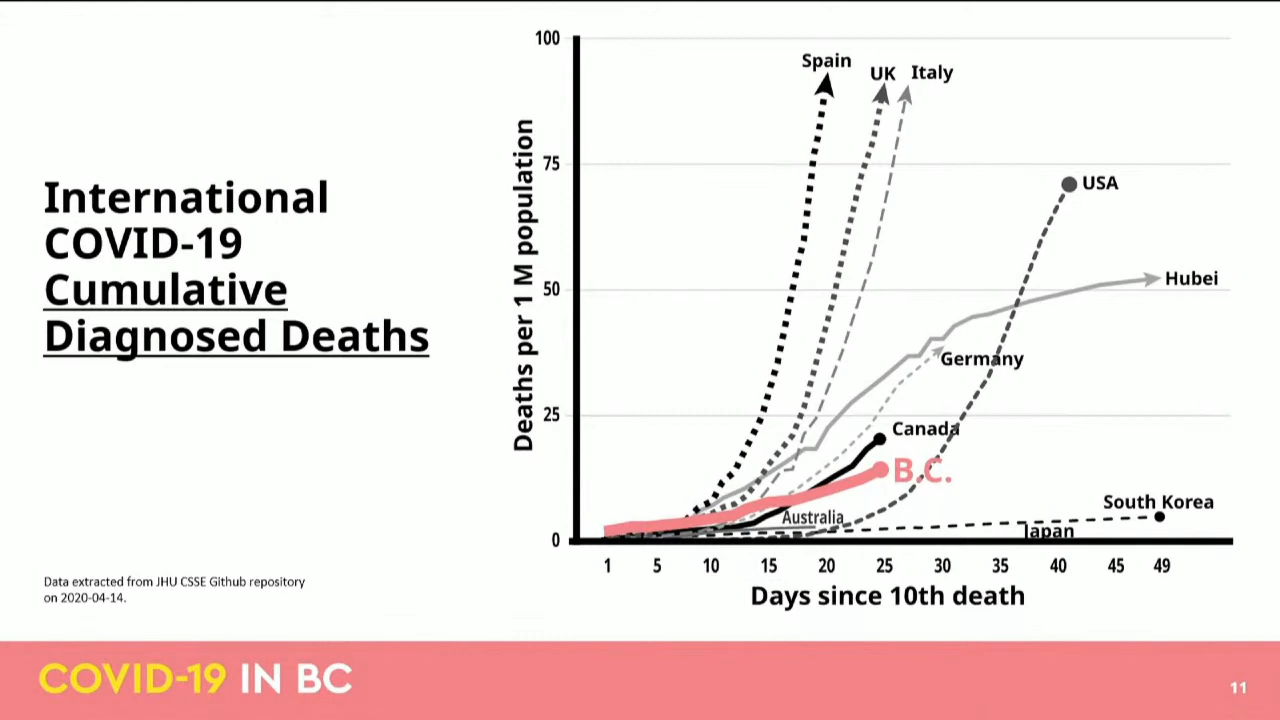 International
COVID-19
Cumulative
Diagnosed Deaths
Data extracted from JHU CSSE Github repository
on 2020-04-14.
Deaths per 1 M population
100
75
50
25
0
Spain
UK
Italy
USA
Hubei
Germany
Canada
B.C.
South Korea
Australia
Japan
1 5 10 15 20 25 30 35 40 45 49
Days since 10th death
COVID-19 IN BC
11